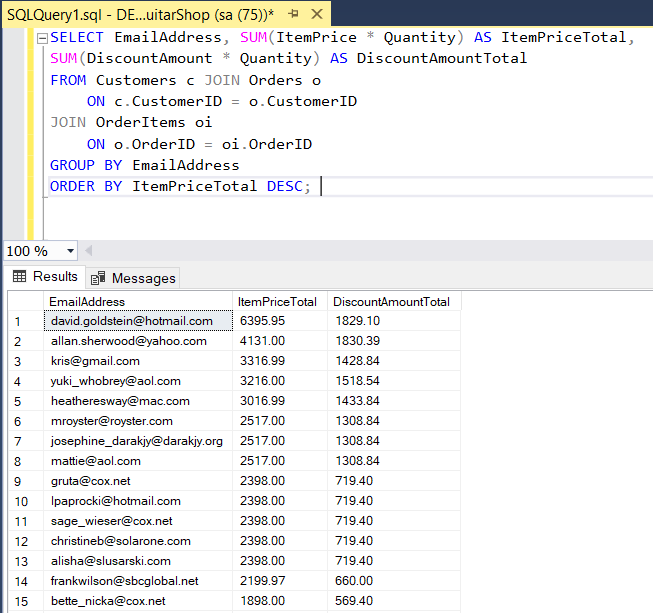 SQLQuery1.sql - DE...uitarShop (sa (75))*
SELECT EmailAddress, SUM(ItemPrice * Quantity) AS ItemPriceTotal,
SUM(DiscountAmount * Quantity) AS DiscountAmountTotal
FROM Customers c JOIN Orders o
ON c.CustomerID = o.CustomerID
JOIN OrderItems oi
ON o.OrderID = oi.OrderID
GROUP BY EmailAddress
ORDER BY ItemPriceTotal DESC;
100 %
Results Messages
EmailAddress ItemPriceTotal DiscountAmountTotal
1 david.goldstein@hotmail.com 6395.95 1829.10
2 allan.sherwood@yahoo.com 4131.00 1830.39
3 kris@gmail.com 3316.99 1428.84
4 yuki_whobrey@aol.com 3216.00 1518.54
5 heatheresway@mac.com 3016.99 1433.84
6 mroyster@royster.com 2517.00 1308.84
7 josephine_darakjy@darakjy.org 2517.00 1308.84
8 mattie@aol.com 2517.00 1308.84
9 gruta@cox.net 2398.00 719.40
10 lpaprocki@hotmail.com 2398.00 719.40
11 sage_wieser@cox.net 2398.00 719.40
12 christineb@solarone.com 2398.00 719.40
13 alisha@slusarski.com 2398.00 719.40
14 frankwilson@sbcglobal.net 2199.97 660.00
15 bette_nicka@cox.net 1898.00 569.40